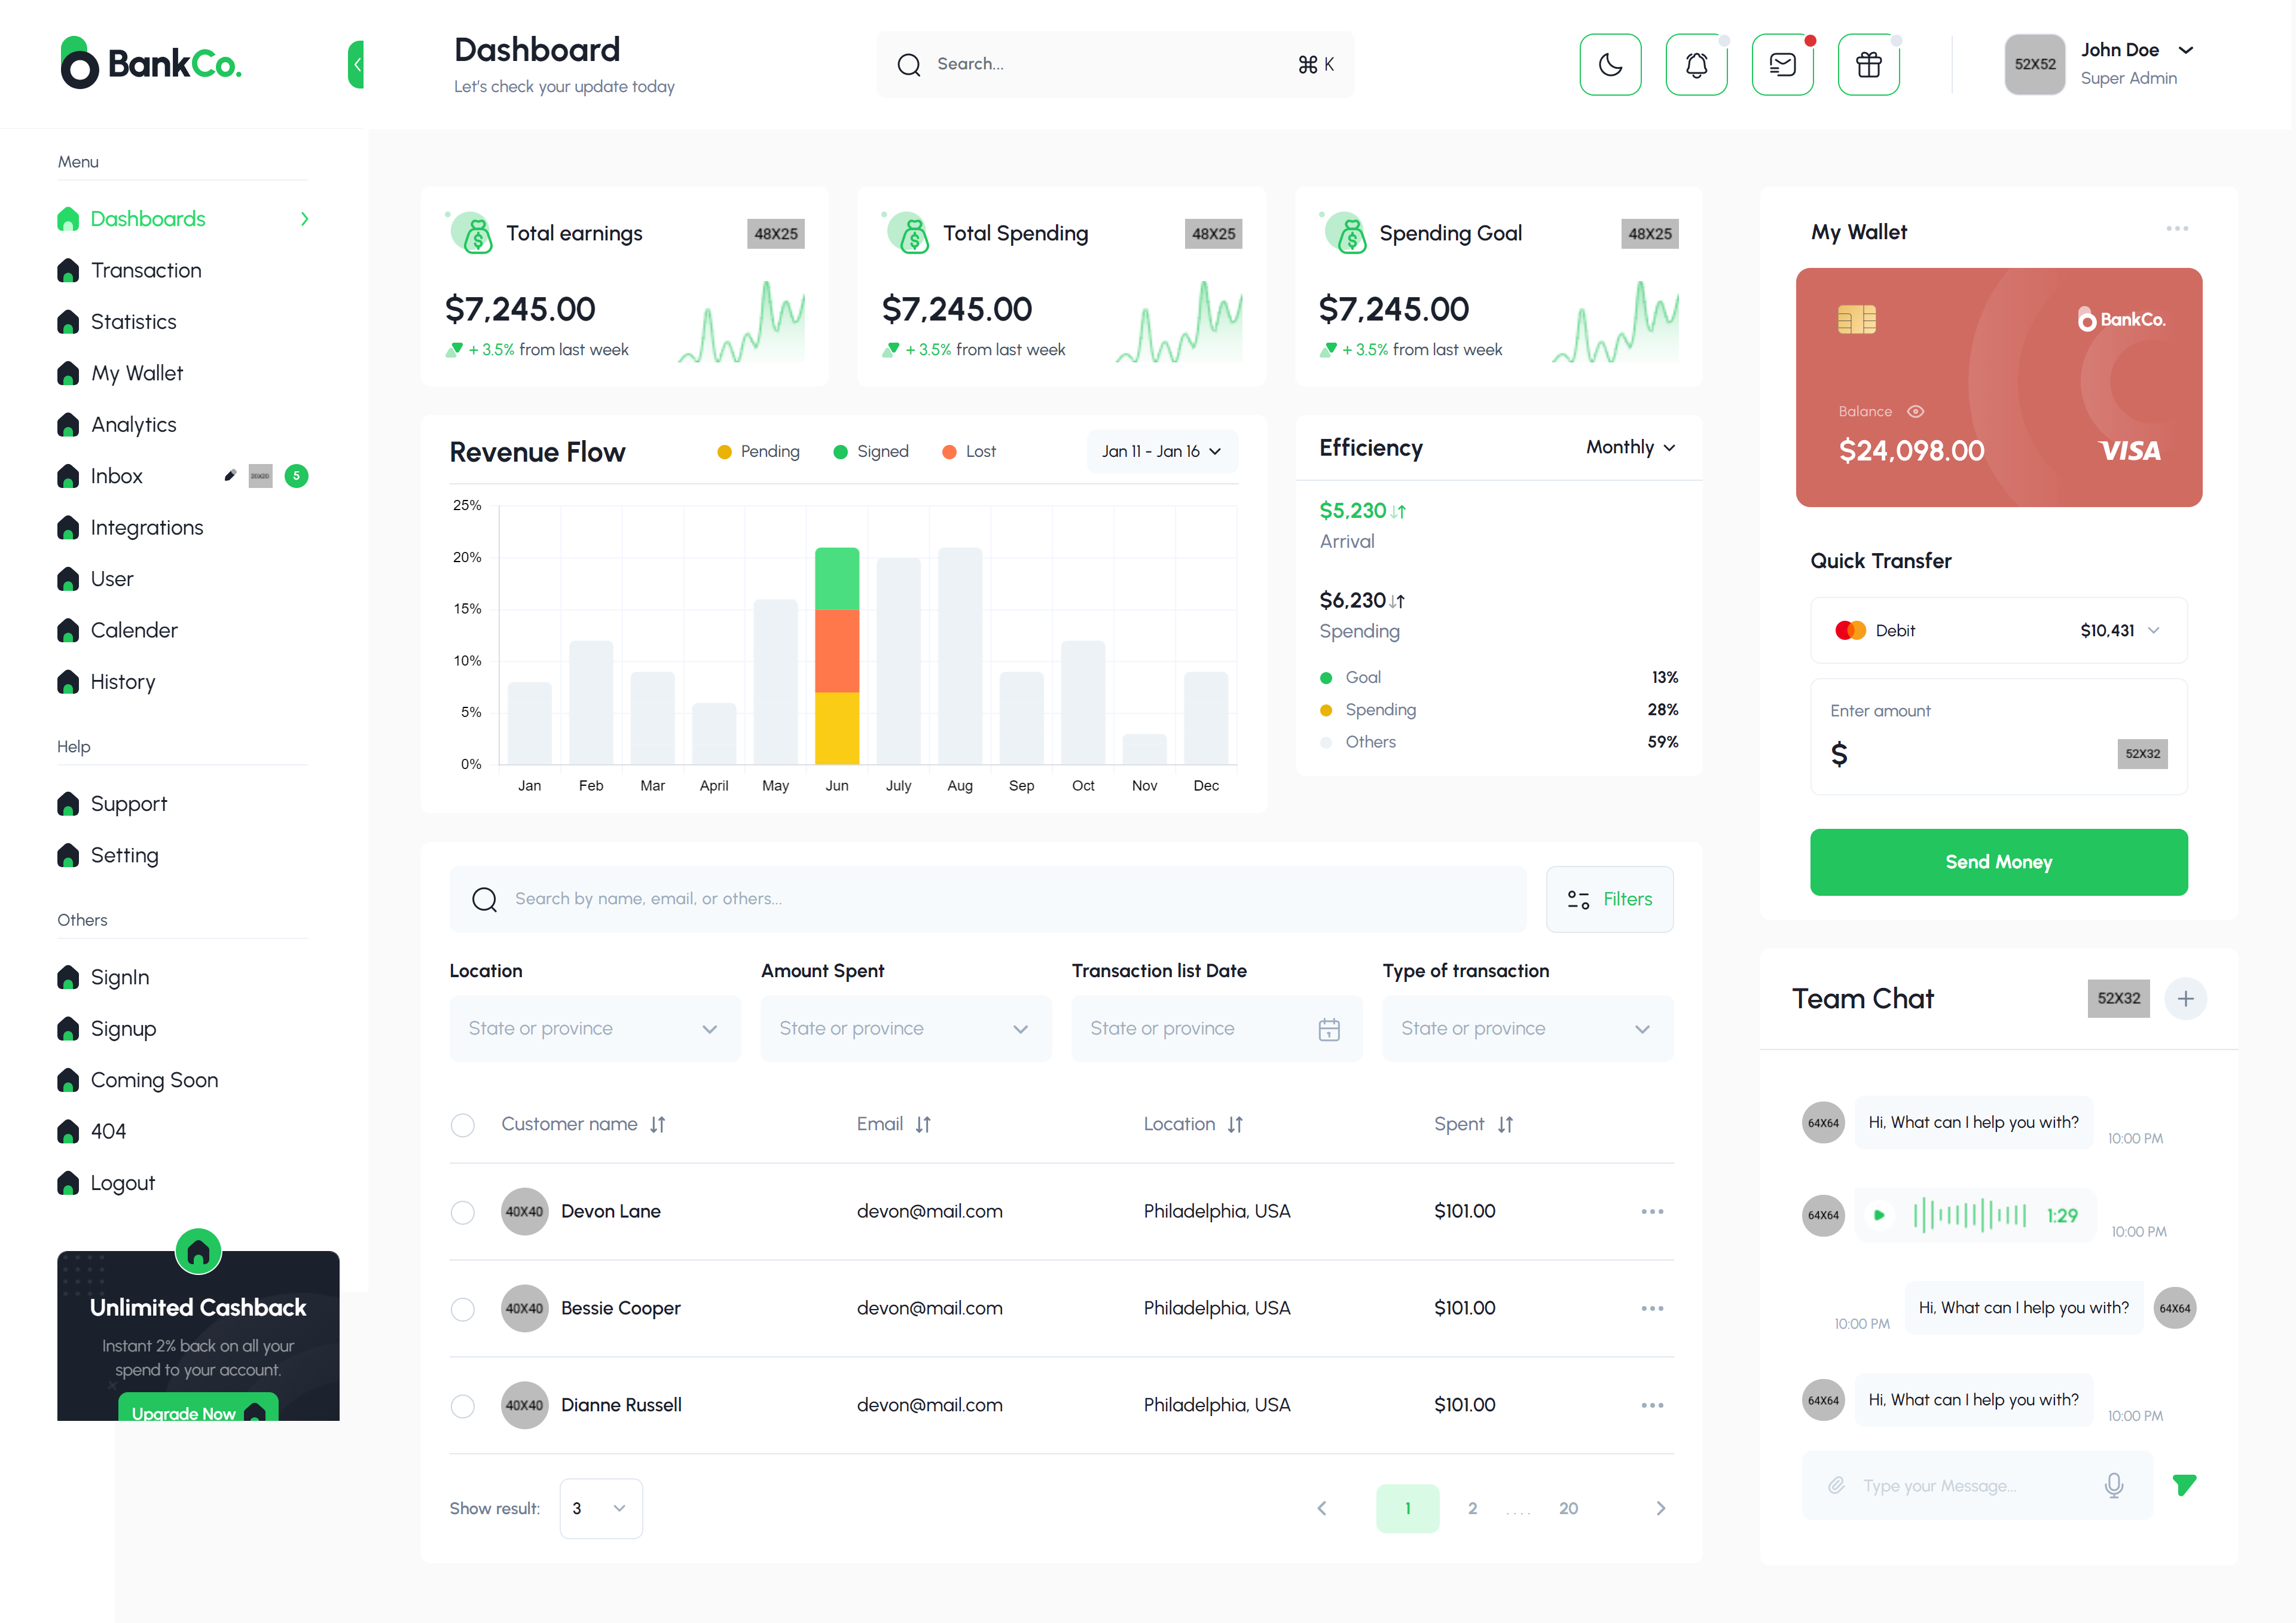 BankCo.
Dashboard
Let's check your update today
Search...
⌘ K
52X52
John Doe
Super Admin
Menu
Dashboards
Transaction
Statistics
My Wallet
Analytics
Inbox
5
Integrations
User
Calender
History
Help
Support
Setting
Others
SignIn
Signup
Coming Soon
404
Logout
Unlimited Cashback
Instant 2% back on all your
spend to your account.
Upgrade Now
Total earnings
48X25
$7,245.00
+ 3.5% from last week
Total Spending
48X25
$7,245.00
+ 3.5% from last week
Spending Goal
48X25
$7,245.00
+ 3.5% from last week
Revenue Flow
Pending
Signed
Lost
Jan 11 - Jan 16
25%
20%
15%
10%
5%
0%
Jan Feb Mar April May Jun July Aug Sep Oct Nov Dec
Efficiency
Monthly
$5,230
Arrival
$6,230
Spending
Goal 13%
Spending 28%
Others 59%
Search by name, email, or others...
Filters
Location
State or province
Amount Spent
State or province
Transaction list Date
State or province
1
Type of transaction
State or province
Customer name Email Location Spent
40X40 Devon Lane devon@mail.com Philadelphia, USA $101.00
40X40 Bessie Cooper devon@mail.com Philadelphia, USA $101.00
40X40 Dianne Russell devon@mail.com Philadelphia, USA $101.00
Show result: 3
1 2 .... 20
My Wallet
BankCo.
Balance
$24,098.00
VISA
Quick Transfer
Debit $10,431
Enter amount
$ 52X32
Send Money
Team Chat
52X32
64X64 Hi, What can I help you with? 10:00 PM
64X64 1:29 10:00 PM
10:00 PM Hi, What can I help you with? 64X64
64X64 Hi, What can I help you with? 10:00 PM
Type your Message...